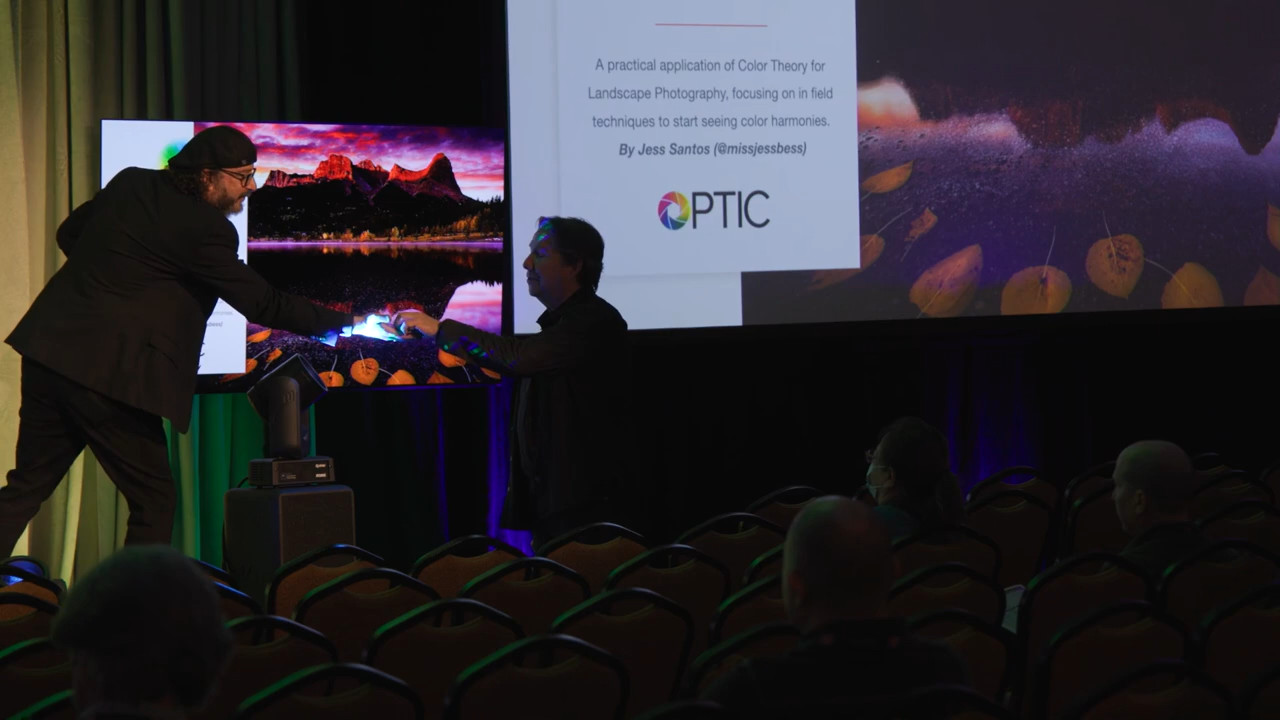 A practical application of Color Theory for
Landscape Photography, focusing on in field
techniques to start seeing color harmonies.
By Jess Santos (@missjessbess)
OPTIC